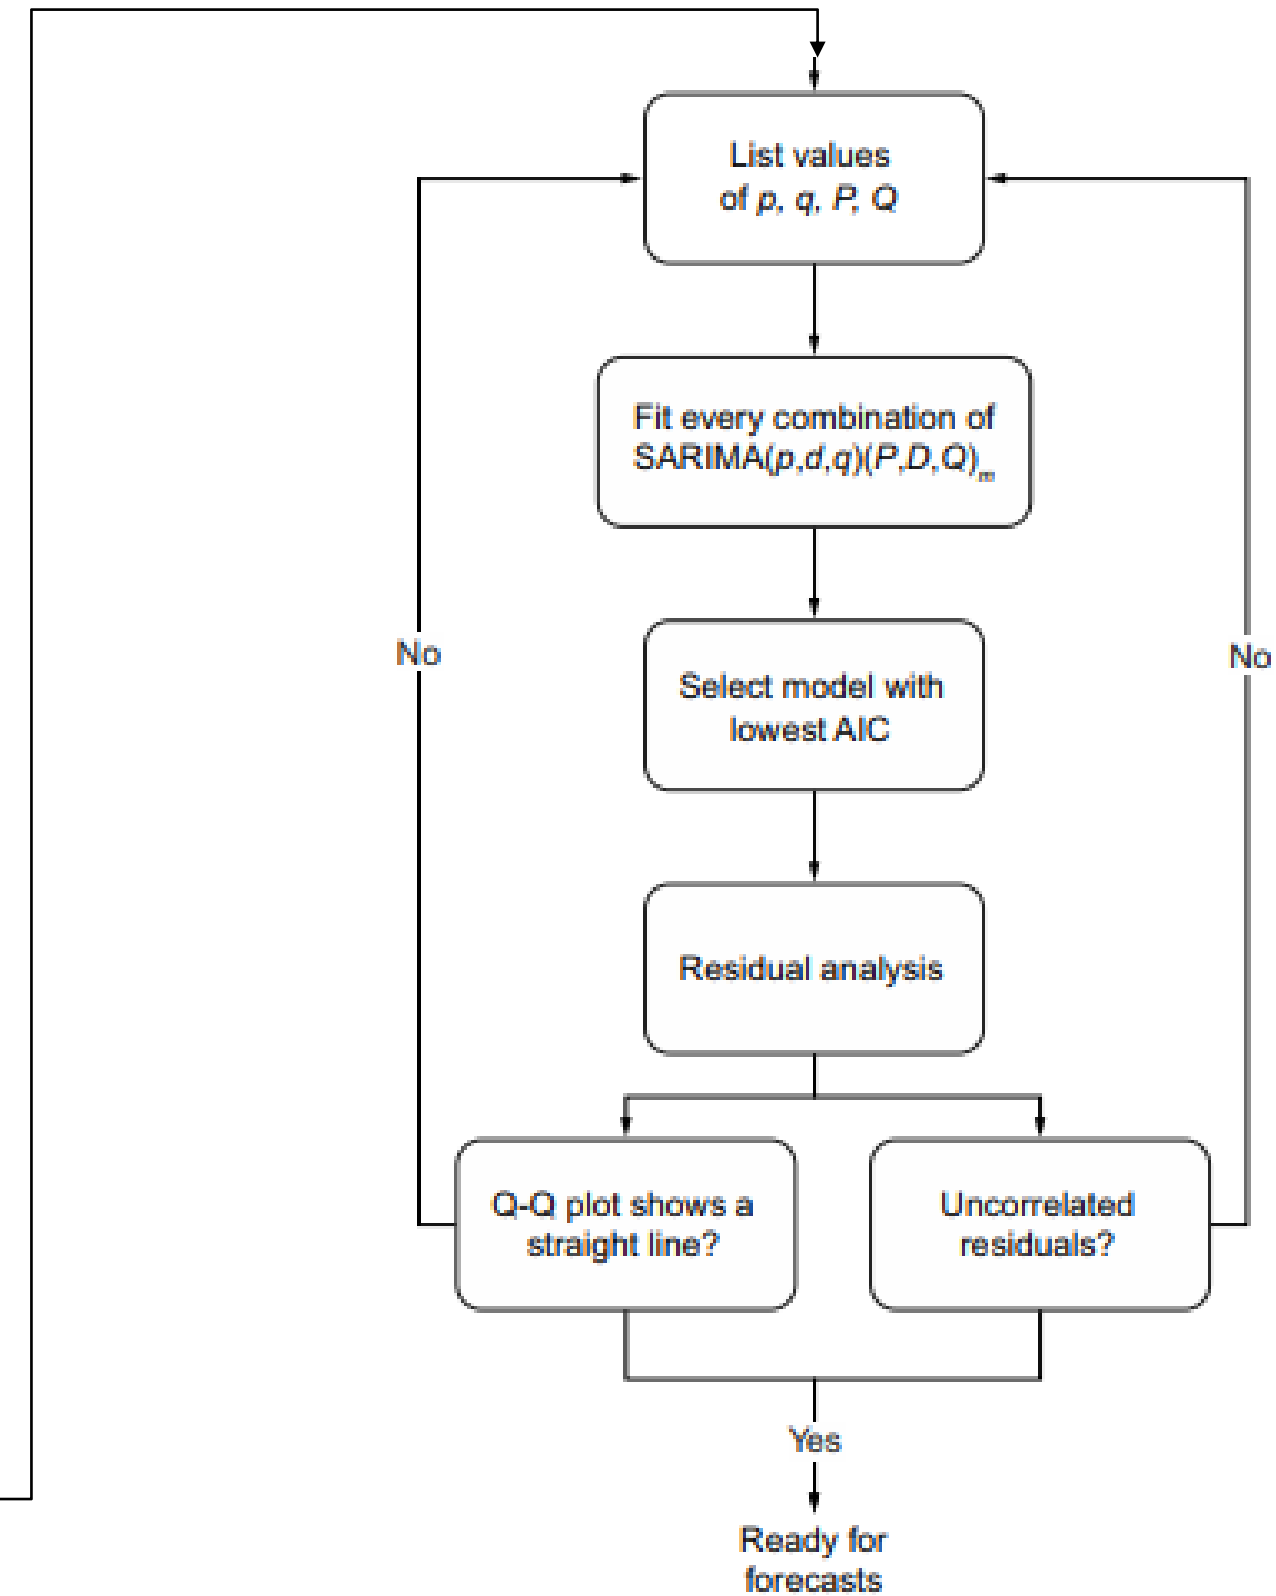 List values
of p, q, P, Q
Fit every combination of
SARIMA(p,d,q)(P,D,Q)m
No
No
Select model with
lowest AIC
Residual analysis
Q-Q plot shows a
straight line?
Uncorrelated
residuals?
Yes
Ready for
forecasts